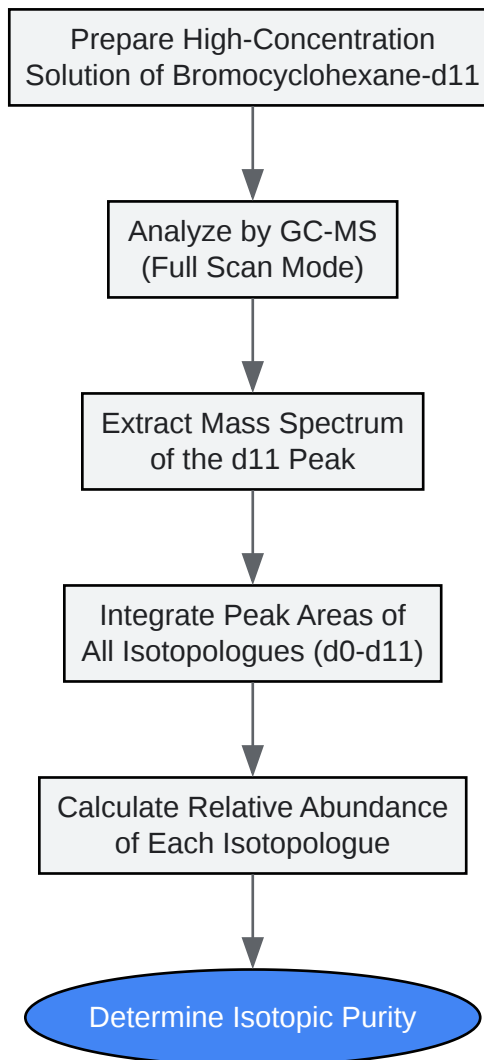 Prepare High-Concentration
Solution of Bromocyclohexane-d11
Analyze by GC-MS
(Full Scan Mode)
Extract Mass Spectrum
of the d11 Peak
Integrate Peak Areas of
All Isotopologues (d0-d11)
Calculate Relative Abundance
of Each Isotopologue
Determine Isotopic Purity